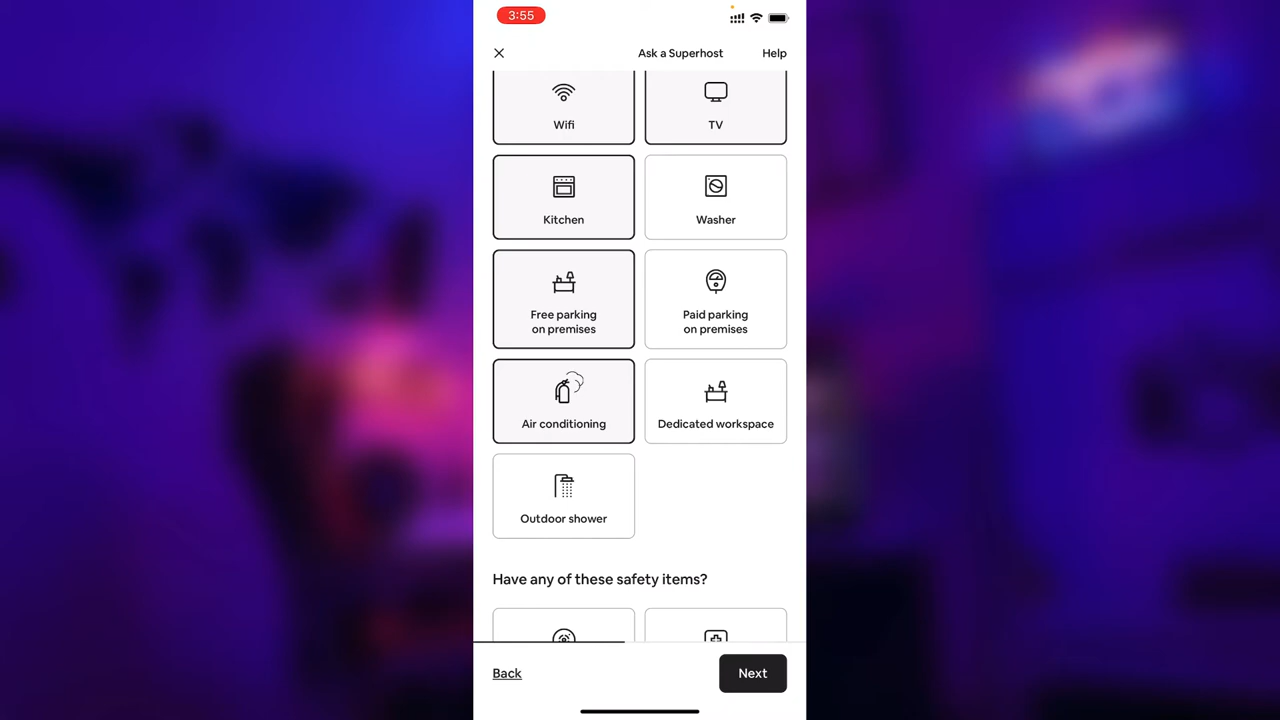 3:55
Ask a Superhost
Help
Wifi
TV
Kitchen
Washer
Free parking
on premises
Paid parking
on premises
Air conditioning
Dedicated workspace
Outdoor shower
Have any of these safety items?
Back
Next